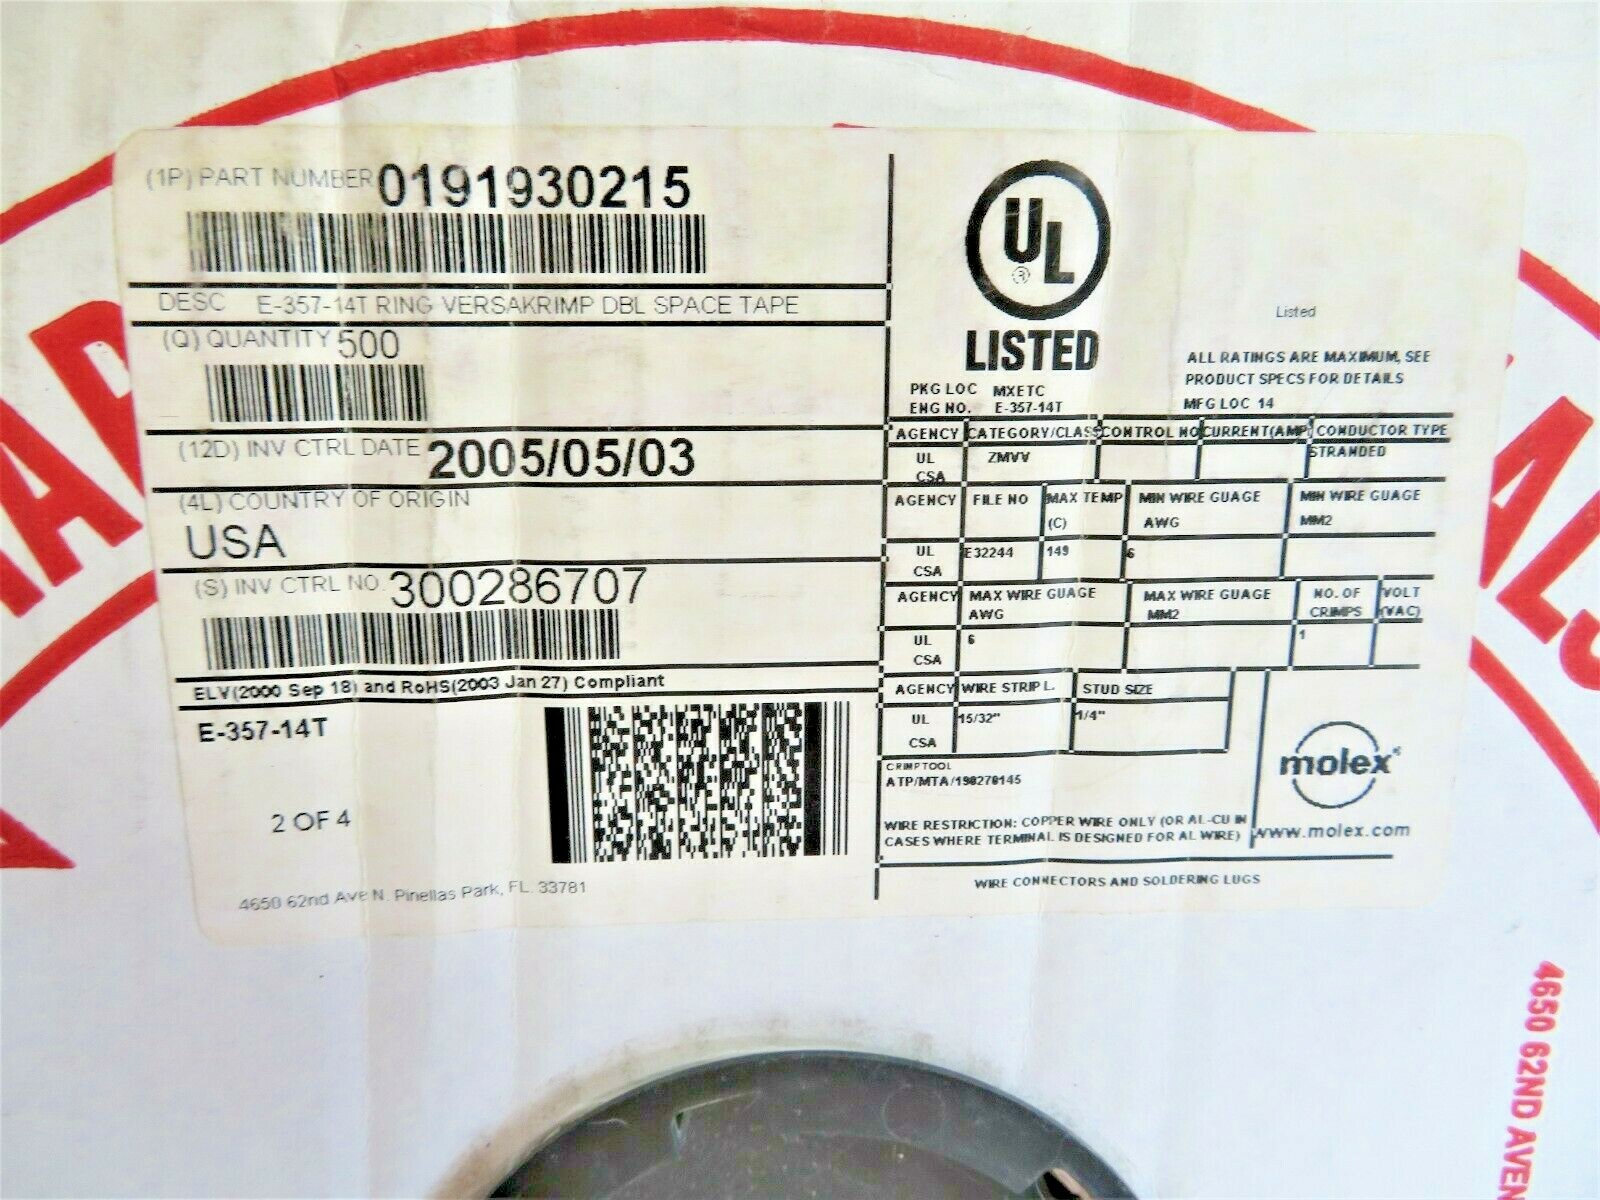 (1P) PART NUMBER 0191930215
DESC E-357-14T RING VERSAKRIMP DBL SPACE TAPE
(Q) QUANTITY 500
(12D) INV CTRL DATE 2005/05/03
(4L) COUNTRY OF ORIGIN
USA
(S) INV CTRL NO. 300286707
ELV(2000 Sep 18) and RoHS(2003 Jan 27) Compliant
E-357-14T
2 OF 4
4650 62nd Ave N. Pinellas Park, FL. 33781
UL
®
LISTED
Listed
ALL RATINGS ARE MAXIMUM, SEE
PRODUCT SPECS FOR DETAILS
PKG LOC MXETC
ENG NO. E-357-14T
MFG LOC 14
AGENCY CATEGORY/CLASS CONTROL NO CURRENT(AMP) CONDUCTOR TYPE
UL ZMVV STRANDED
CSA
AGENCY FILE NO MAX TEMP MIN WIRE GUAGE MIN WIRE GUAGE
(C) AWG MM2
UL E32244 149 6
CSA
AGENCY MAX WIRE GUAGE MAX WIRE GUAGE NO. OF VOLT
AWG MM2 CRIMPS (VAC)
UL 6 1
CSA
AGENCY WIRE STRIP L. STUD SIZE
UL 15/32" 1/4"
CSA
CRIMP TOOL
ATP/MTA/190270145
molex®
www.molex.com
WIRE RESTRICTION: COPPER WIRE ONLY (OR AL-CU IN
CASES WHERE TERMINAL IS DESIGNED FOR AL WIRE)
WIRE CONNECTORS AND SOLDERING LUGS
4650 62ND AVEN